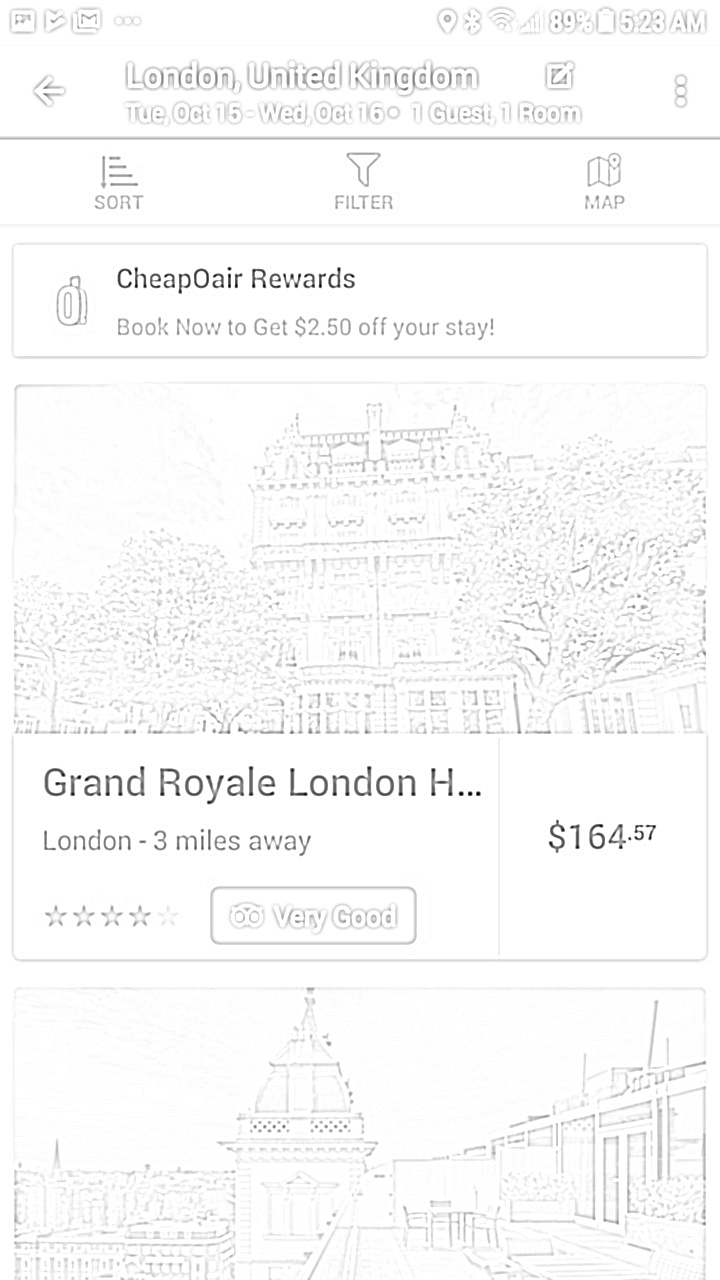 89% 5:23 AM
London, United Kingdom
Tue, Oct 15 - Wed, Oct 16 • 1 Guest, 1 Room
SORT FILTER MAP
CheapOair Rewards
Book Now to Get $2.50 off your stay!
Grand Royale London H...
London - 3 miles away
$164.57
Very Good